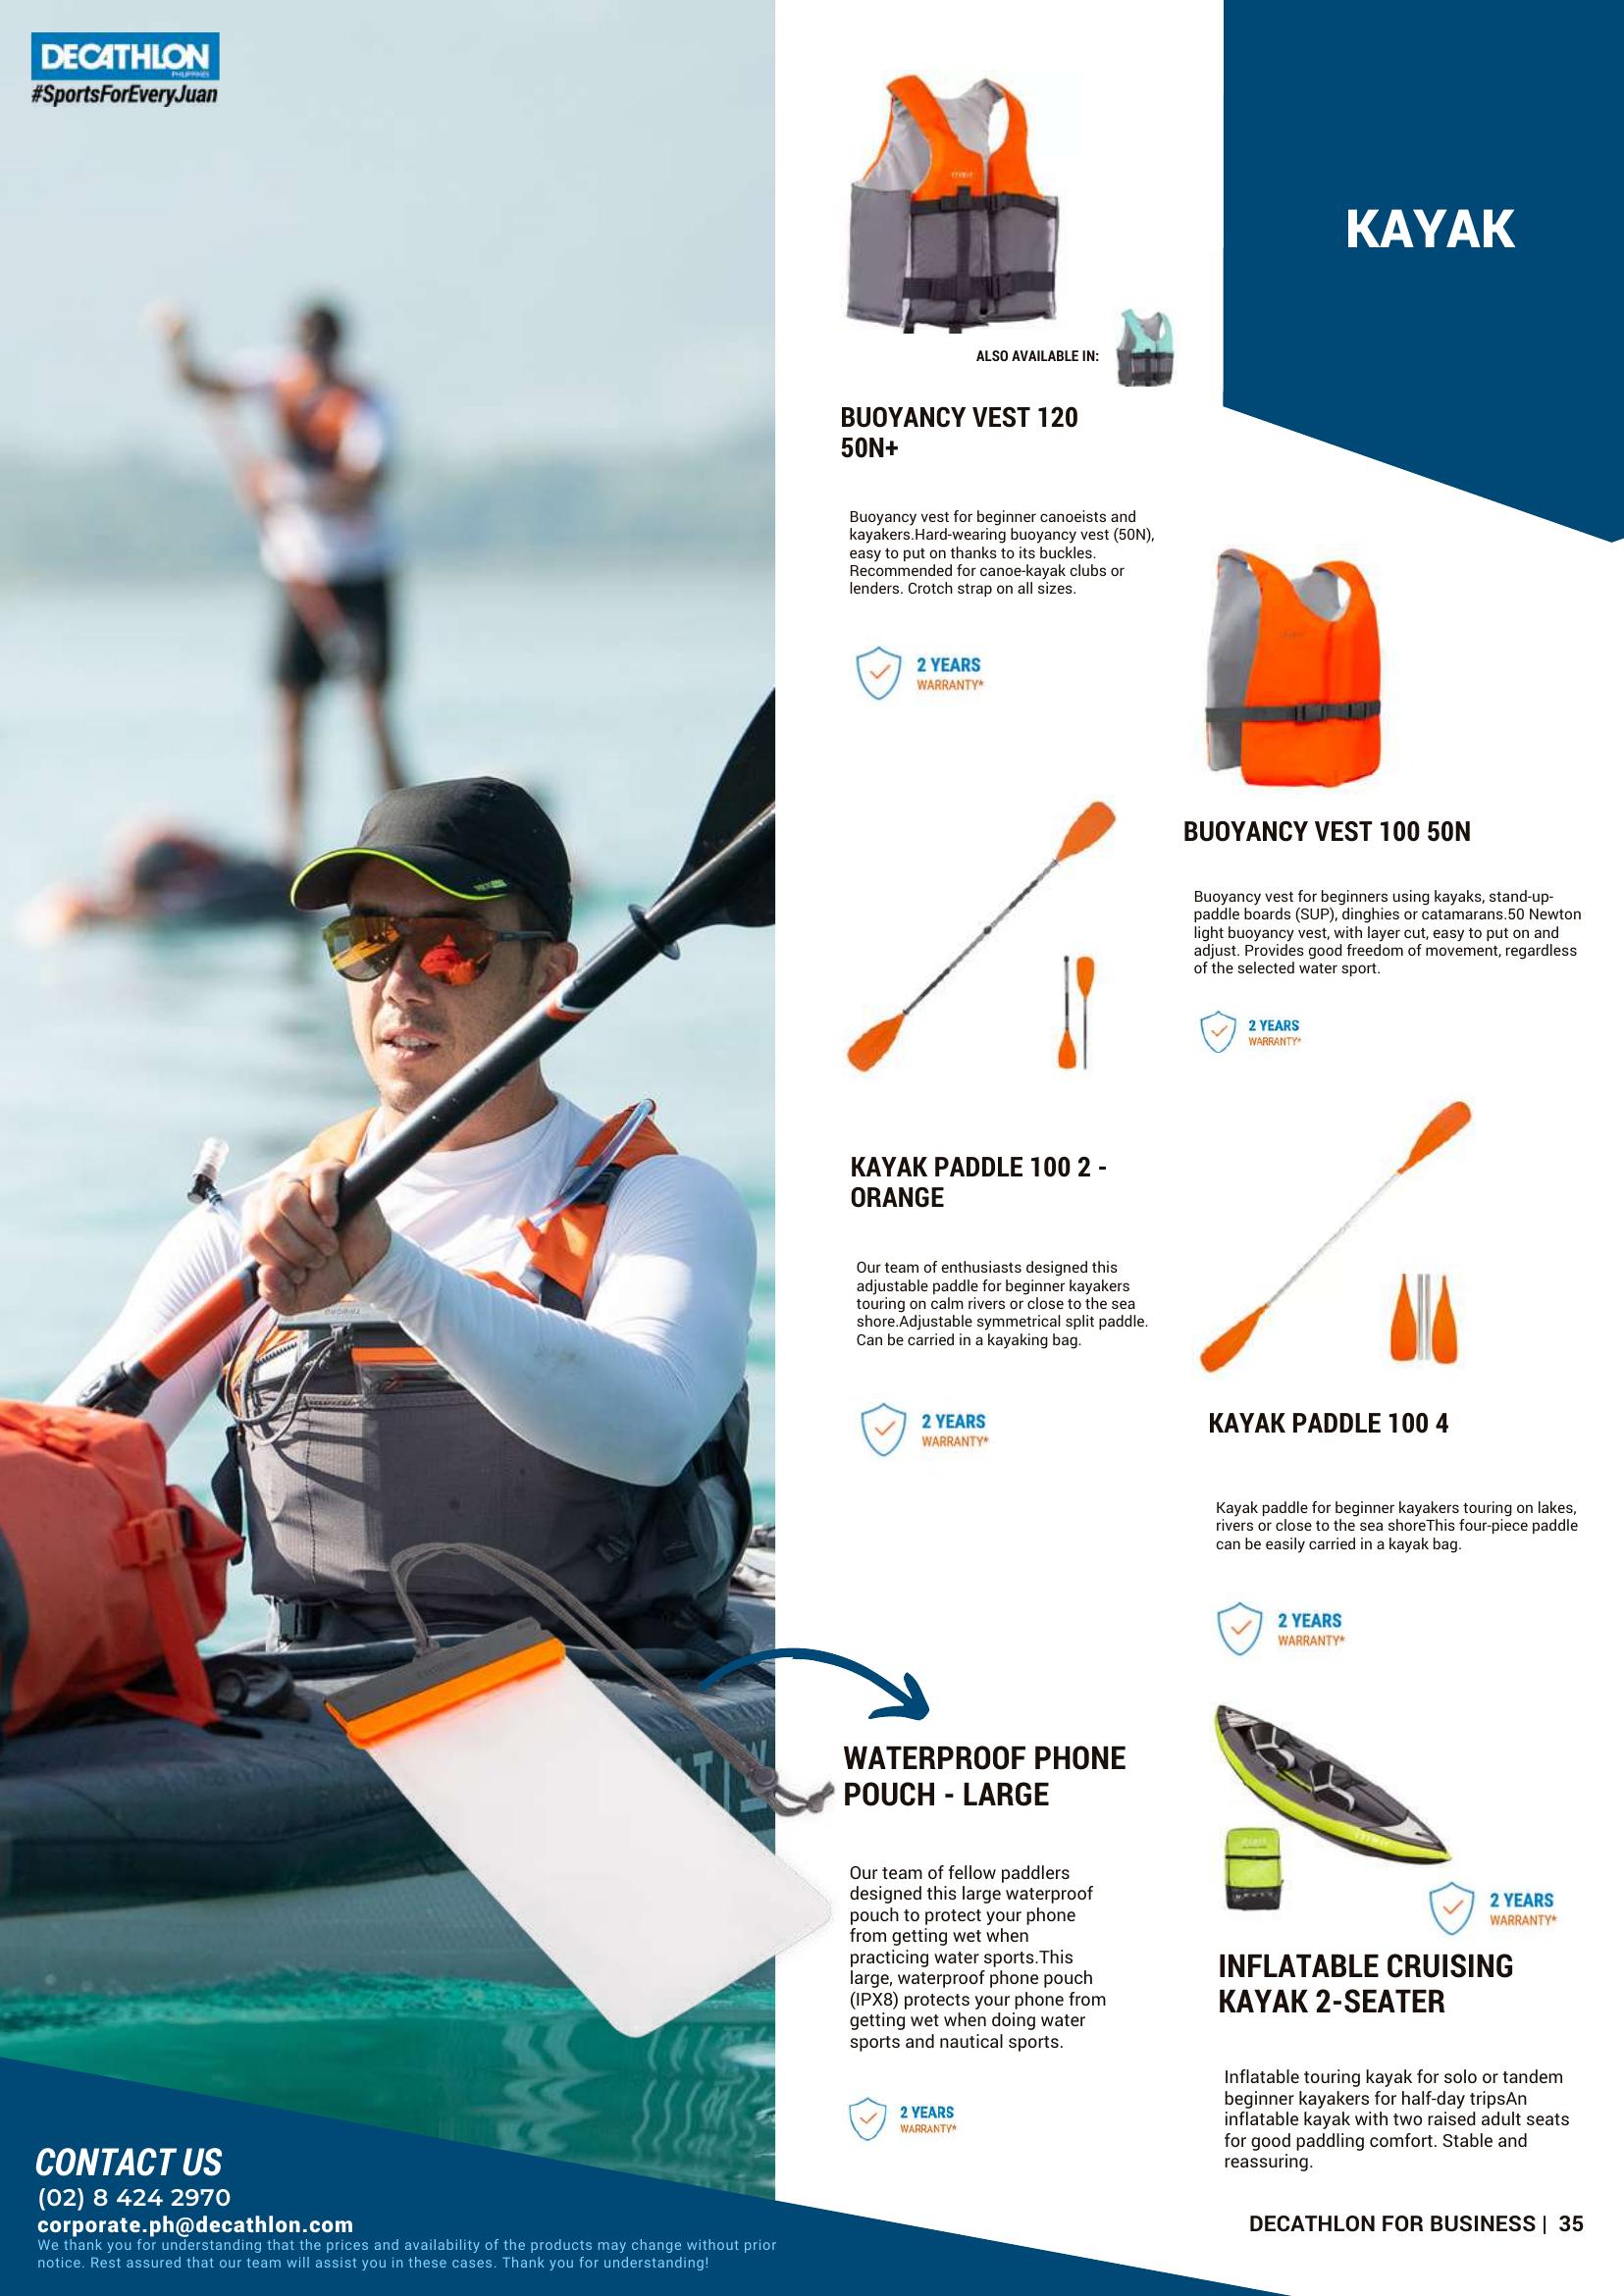 DECATHLON
PHILIPPINES
#SportsForEveryJuan
KAYAK
ITIWIT
ALSO AVAILABLE IN:
BUOYANCY VEST 120
50N+
Buoyancy vest for beginner canoeists and
kayakers.Hard-wearing buoyancy vest (50N),
easy to put on thanks to its buckles.
Recommended for canoe-kayak clubs or
lenders. Crotch strap on all sizes.
2 YEARS
WARRANTY*
BUOYANCY VEST 100 50N
Buoyancy vest for beginners using kayaks, stand-up-
paddle boards (SUP), dinghies or catamarans.50 Newton
light buoyancy vest, with layer cut, easy to put on and
adjust. Provides good freedom of movement, regardless
of the selected water sport.
2 YEARS
WARRANTY*
KAYAK PADDLE 100 2 -
ORANGE
Our team of enthusiasts designed this
adjustable paddle for beginner kayakers
touring on calm rivers or close to the sea
shore.Adjustable symmetrical split paddle.
Can be carried in a kayaking bag.
2 YEARS
WARRANTY*
KAYAK PADDLE 100 4
Kayak paddle for beginner kayakers touring on lakes,
rivers or close to the sea shoreThis four-piece paddle
can be easily carried in a kayak bag.
2 YEARS
WARRANTY*
WATERPROOF PHONE
POUCH - LARGE
Our team of fellow paddlers
designed this large waterproof
pouch to protect your phone
from getting wet when
practicing water sports.This
large, waterproof phone pouch
(IPX8) protects your phone from
getting wet when doing water
sports and nautical sports.
2 YEARS
WARRANTY*
2 YEARS
WARRANTY*
INFLATABLE CRUISING
KAYAK 2-SEATER
Inflatable touring kayak for solo or tandem
beginner kayakers for half-day tripsAn
inflatable kayak with two raised adult seats
for good paddling comfort. Stable and
reassuring.
CONTACT US
(02) 8 424 2970
corporate.ph@decathlon.com
We thank you for understanding that the prices and availability of the products may change without prior
notice. Rest assured that our team will assist you in these cases. Thank you for understanding!
DECATHLON FOR BUSINESS | 35